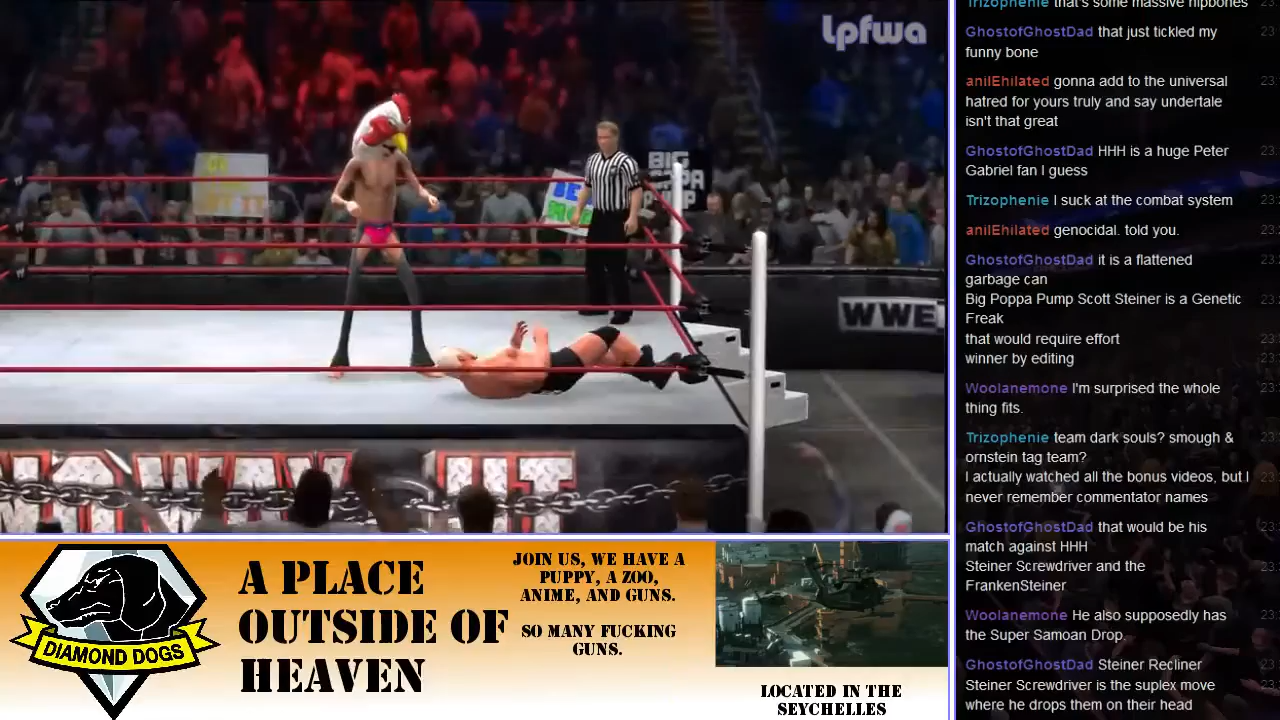 Lpfwa
BIG
WWE
DIAMOND DOGS
A PLACE
OUTSIDE OF
HEAVEN
JOIN US, WE HAVE A
PUPPY, A ZOO,
ANIME, AND GUNS.
SO MANY FUCKING
GUNS.
LOCATED IN THE
SEYCHELLES
Trizophenie that's some massive hipbones
GhostofGhostDad that just tickled my
funny bone
anilEhilated gonna add to the universal
hatred for yours truly and say undertale
isn't that great
GhostofGhostDad HHH is a huge Peter
Gabriel fan I guess
Trizophenie I suck at the combat system
anilEhilated genocidal. told you.
GhostofGhostDad it is a flattened
garbage can
Big Poppa Pump Scott Steiner is a Genetic
Freak
that would require effort
winner by editing
Woolanemone I'm surprised the whole
thing fits.
Trizophenie team dark souls? smough &
ornstein tag team?
I actually watched all the bonus videos, but I
never remember commentator names
GhostofGhostDad that would be his
match against HHH
Steiner Screwdriver and the
FrankenSteiner
Woolanemone He also supposedly has
the Super Samoan Drop.
GhostofGhostDad Steiner Recliner
Steiner Screwdriver is the suplex move
where he drops them on their head